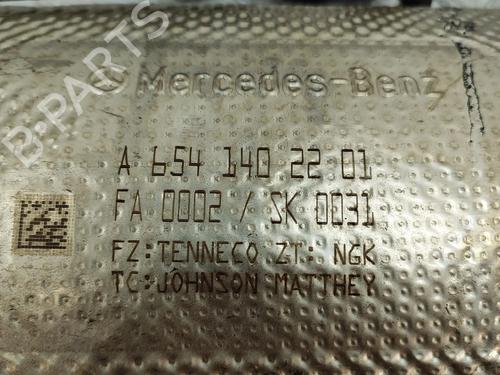 B-PARTS
Mercedes-Benz
A 654 140 22 01
FA 0002 / SK 0031
FZ: TENNECO ZT: NGK
TC: JOHNSON MATTHEY